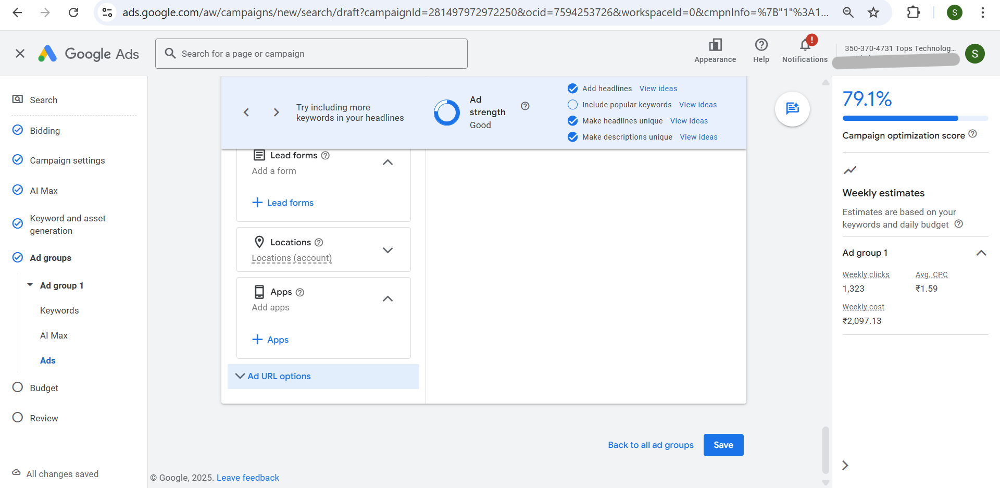 ads.google.com/aw/campaigns/new/search/draft?campaignId=281497972972250&ocid=7594253726&workspaceId=0&cmpnInfo=%7B"1"%3A1...
S
Google Ads
Search for a page or campaign
Appearance
Help
Notifications
350-370-4731 Tops Technolog...
S
Search
Bidding
Campaign settings
AI Max
Keyword and asset
generation
Ad groups
Ad group 1
Keywords
AI Max
Ads
Budget
Review
All changes saved
Try including more
keywords in your headlines
Ad
strength
Good
Add headlines View ideas
Include popular keywords View ideas
Make headlines unique View ideas
Make descriptions unique View ideas
Lead forms
Add a form
+ Lead forms
Locations
Locations (account)
Apps
Add apps
+ Apps
Ad URL options
Back to all ad groups
Save
© Google, 2025. Leave feedback
79.1%
Campaign optimization score
Weekly estimates
Estimates are based on your
keywords and daily budget
Ad group 1
Weekly clicks Avg. CPC
1,323 ₹1.59
Weekly cost
₹2,097.13